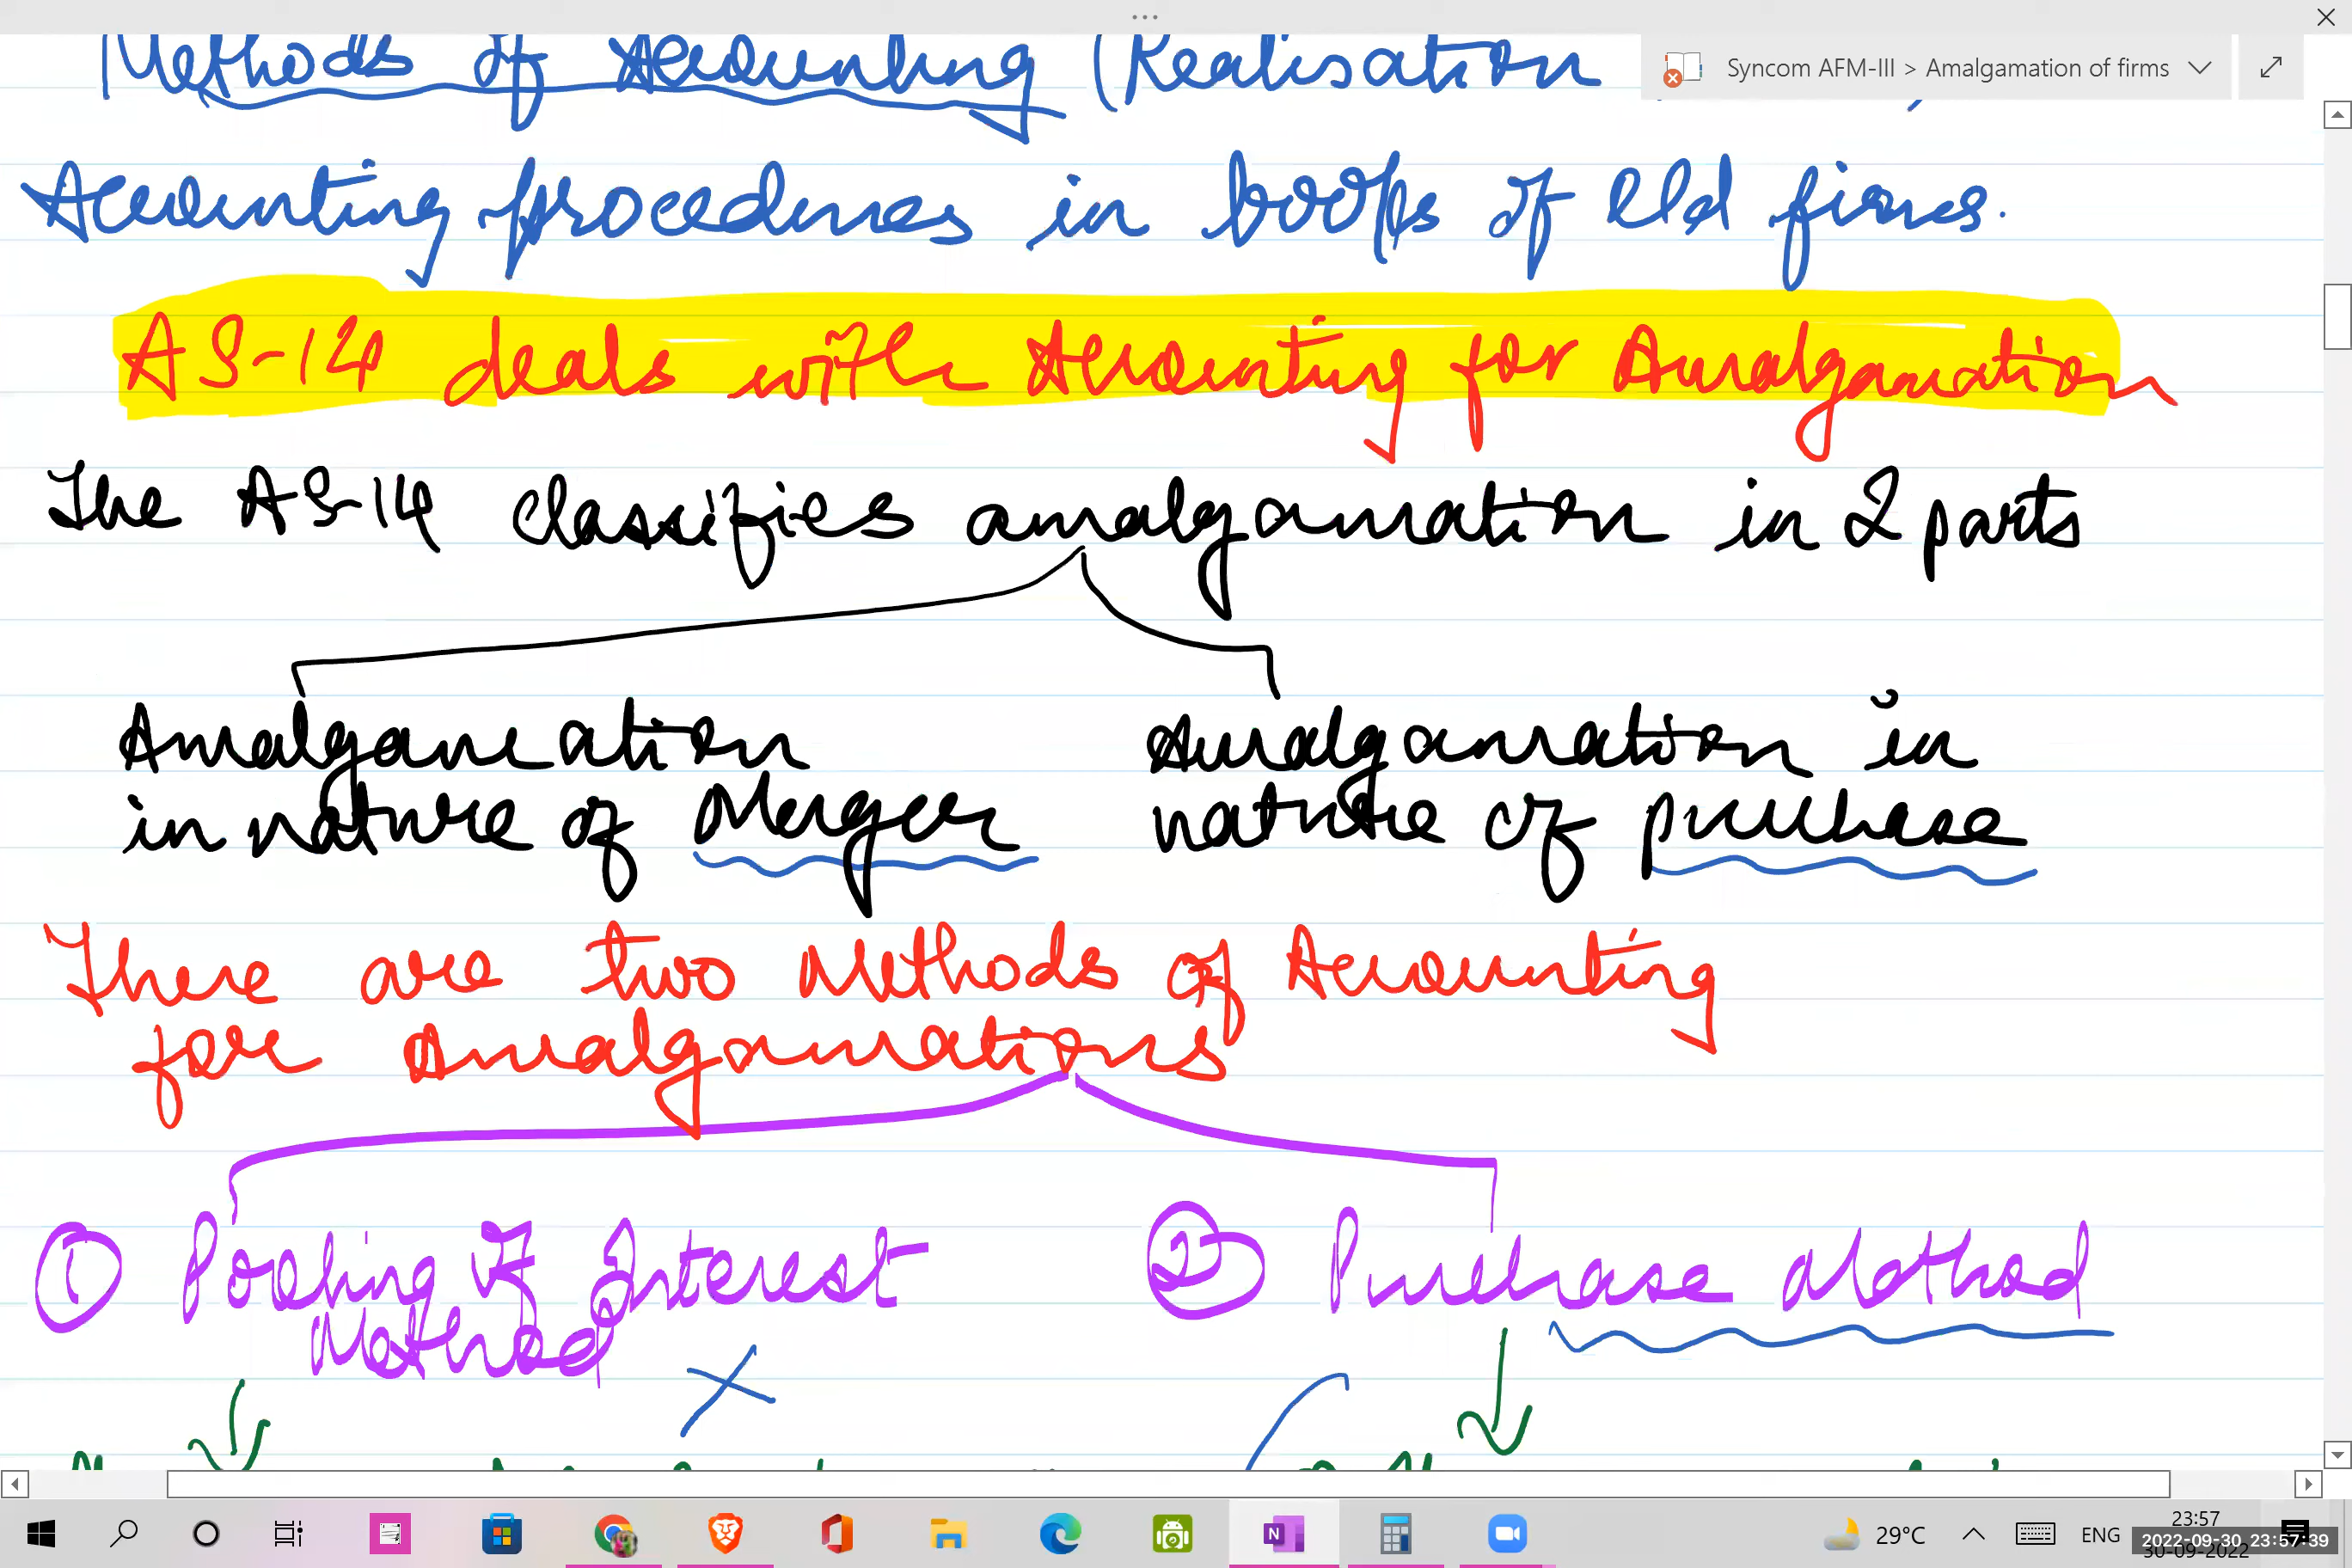 Methods of Accounting (Realisation
Syncom AFM-III > Amalgamation of firms
Accounting procedures in books of Old firms.
AS-14 deals with Accounting for Amalgamation
The AS-14 classifies amalgamation in 2 parts
Amalgamation
in nature of Merger
Amalgamation in
nature of purchase
There are two Methods of Accounting
for Amalgamations
① Pooling of Interest
Method
② Purchase Method
29°C
ENG
23:57
30-09-2022
2022-09-30 23:57:39